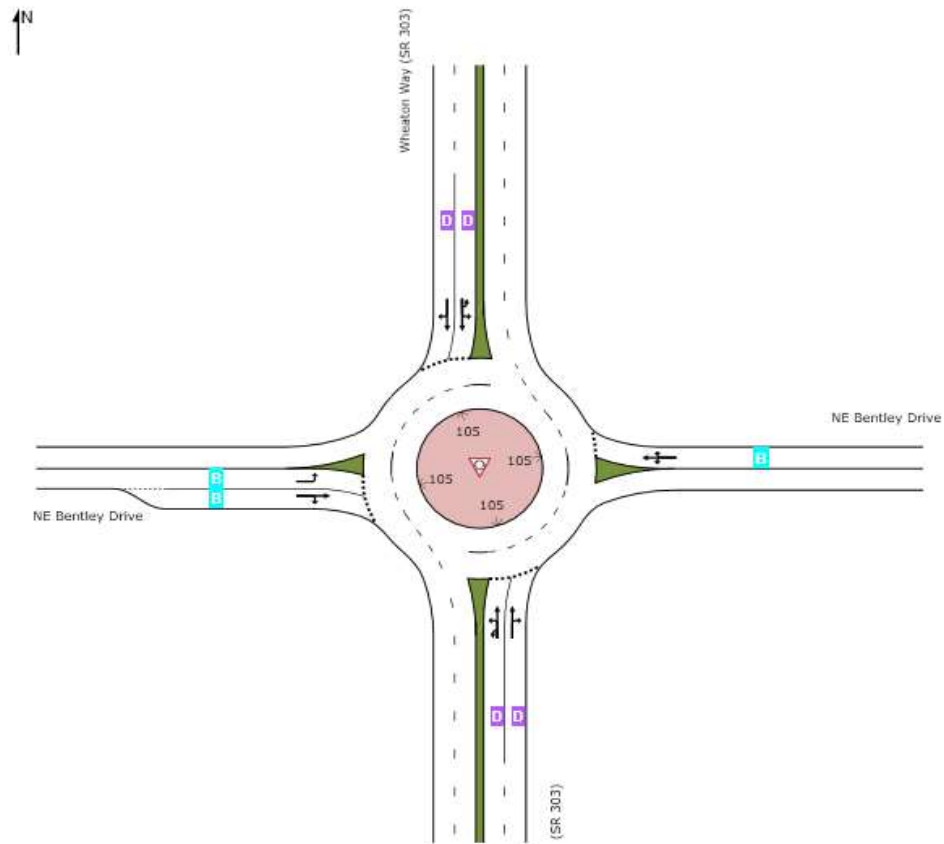 N
Wheaton Way (SR 303)
D D
NE Bentley Drive
105
B
105
105
B
B
105
NE Bentley Drive
D D
(SR 303)